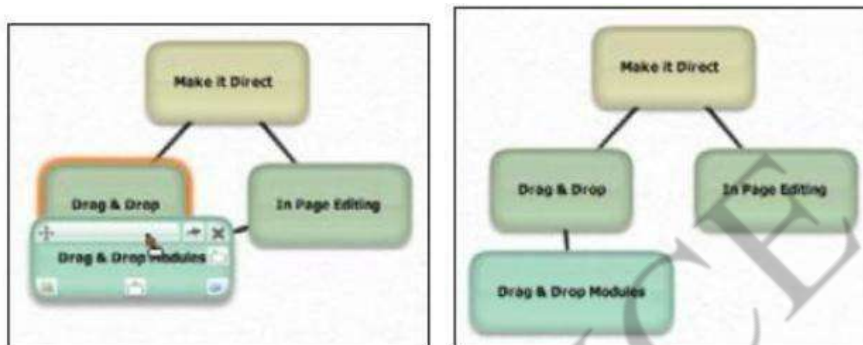 Make it Direct
Drag & Drop
In Page Editing
Drag & Drop Modules
Make it Direct
Drag & Drop
In Page Editing
Drag & Drop Modules
CE